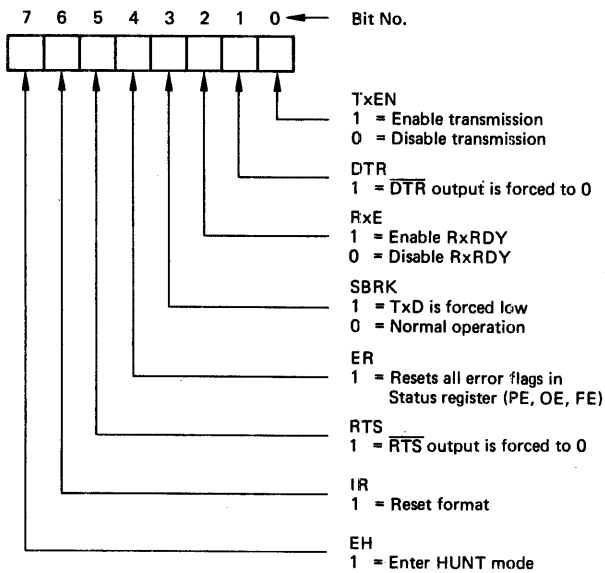 7 6 5 4 3 2 1 0 Bit No.
TxEN
1 = Enable transmission
0 = Disable transmission
DTR
1 = D̅T̅R̅ output is forced to 0
RxE
1 = Enable RxRDY
0 = Disable RxRDY
SBRK
1 = TxD is forced low
0 = Normal operation
ER
1 = Resets all error flags in
Status register (PE, OE, FE)
RTS
1 = R̅T̅S̅ output is forced to 0
IR
1 = Reset format
EH
1 = Enter HUNT mode